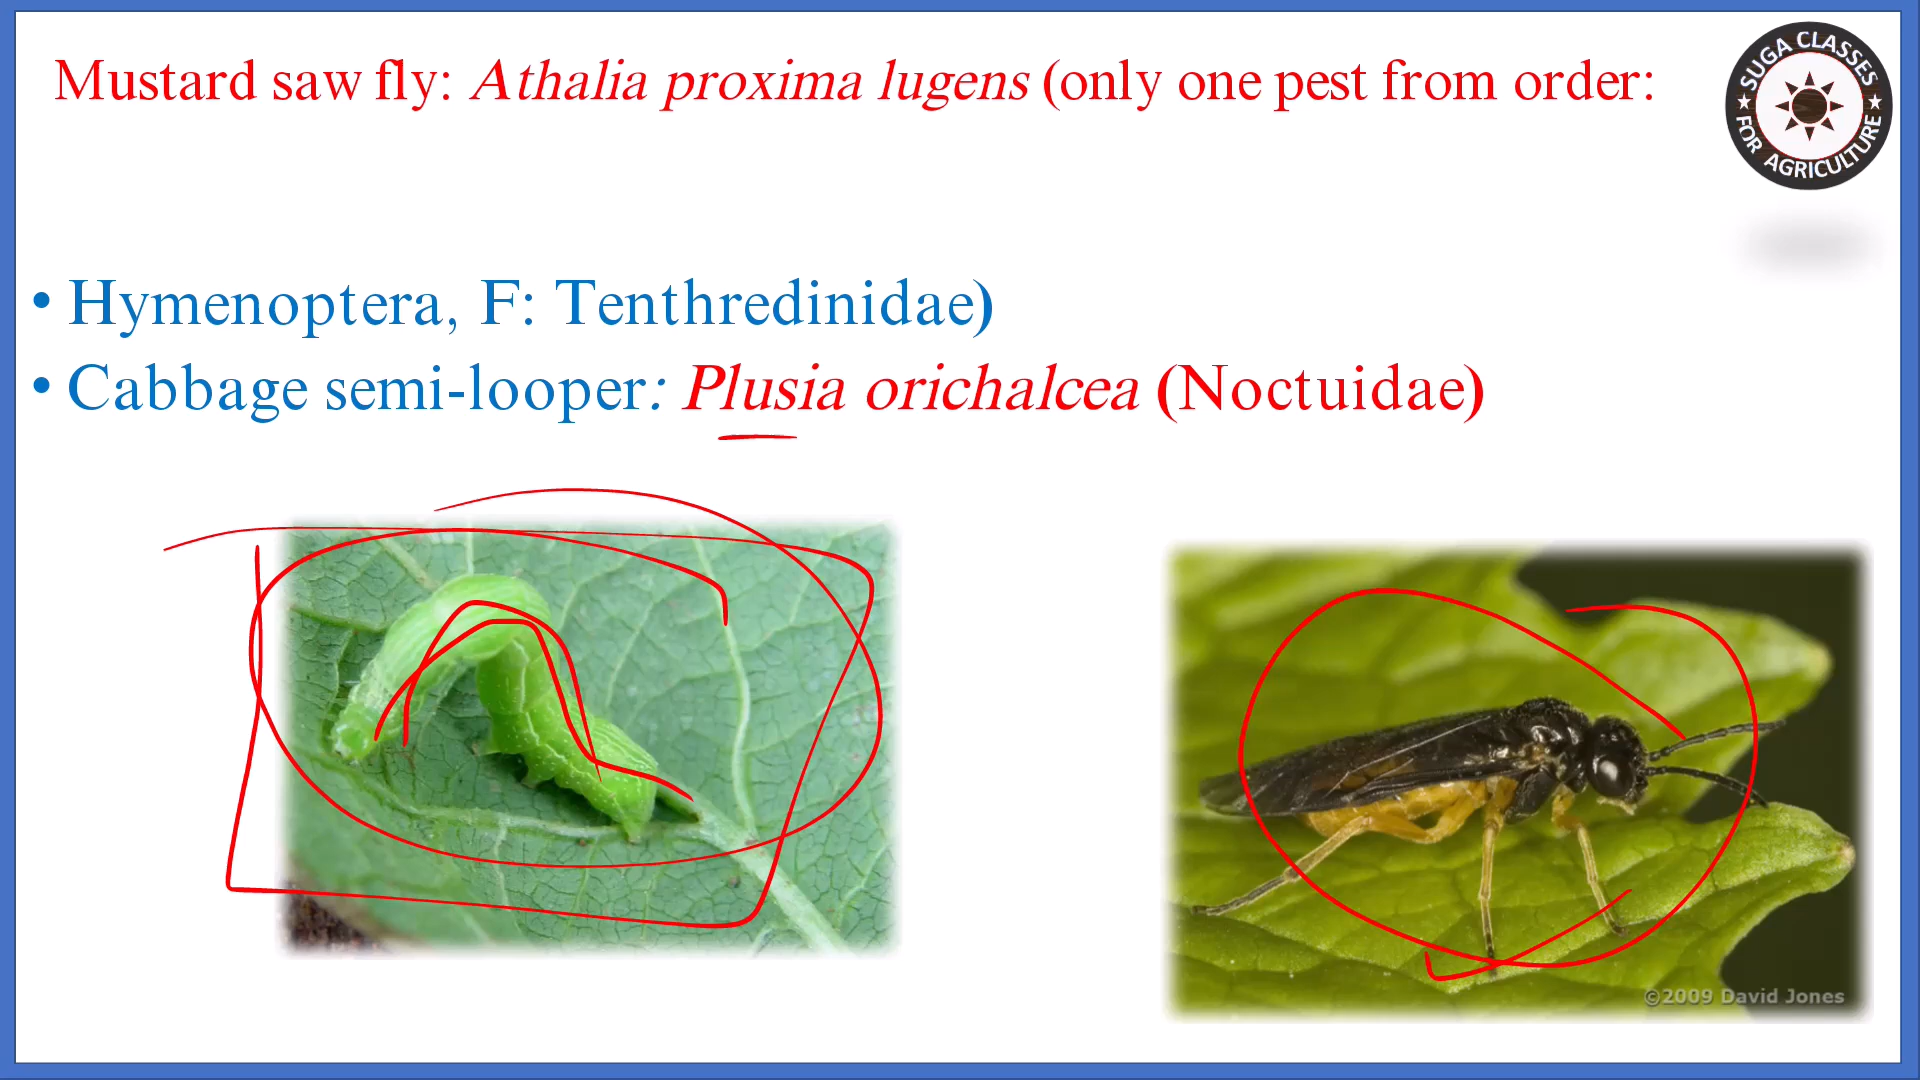 Mustard saw fly: Athalia proxima lugens (only one pest from order:
SUGA CLASSES
FOR AGRICULTURE
• Hymenoptera, F: Tenthredinidae)
• Cabbage semi-looper: Plusia orichalcea (Noctuidae)
©2009 David Jones